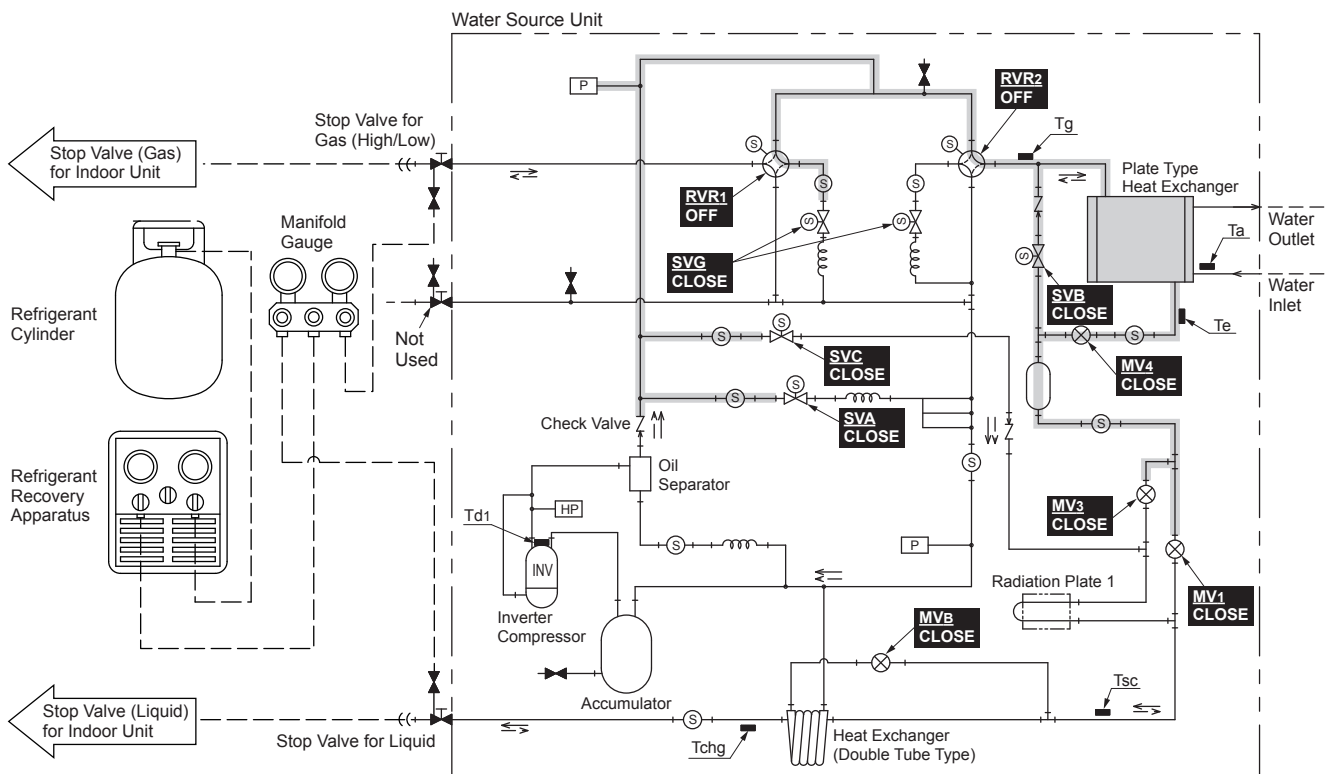 Water Source Unit
P
RVR2
OFF
Stop Valve for
Gas (High/Low)
Tg
S
S
Stop Valve (Gas)
for Indoor Unit
Plate Type
Heat Exchanger
S
S
RVR1
OFF
Manifold
Gauge
Water
Outlet
S
S
Ta
SVG
CLOSE
S
SVB
CLOSE
Water
Inlet
Refrigerant
Cylinder
Not
Used
S
Te
S
S
SVC
CLOSE
MV4
CLOSE
S
S
SVA
CLOSE
Check Valve
S
Oil
Separator
S
Refrigerant
Recovery
Apparatus
MV3
CLOSE
Td1
HP
S
P
S
INV
Radiation Plate 1
MV1
CLOSE
Inverter
Compressor
MVB
CLOSE
Accumulator
Tsc
Stop Valve (Liquid)
for Indoor Unit
S
Stop Valve for Liquid
Tchg
Heat Exchanger
(Double Tube Type)